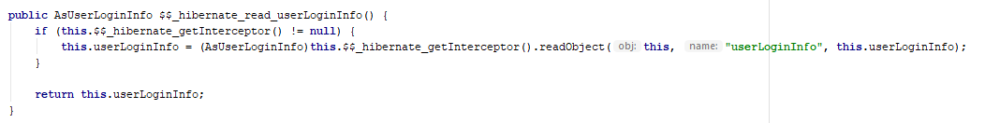 public AsUserLoginInfo $$_hibernate_read_userLoginInfo() {
    if (this.$$_hibernate_getInterceptor() != null) {
        this.userLoginInfo = (AsUserLoginInfo)this.$$_hibernate_getInterceptor().readObject( obj: this, name: "userLoginInfo", this.userLoginInfo);
    }

    return this.userLoginInfo;
}